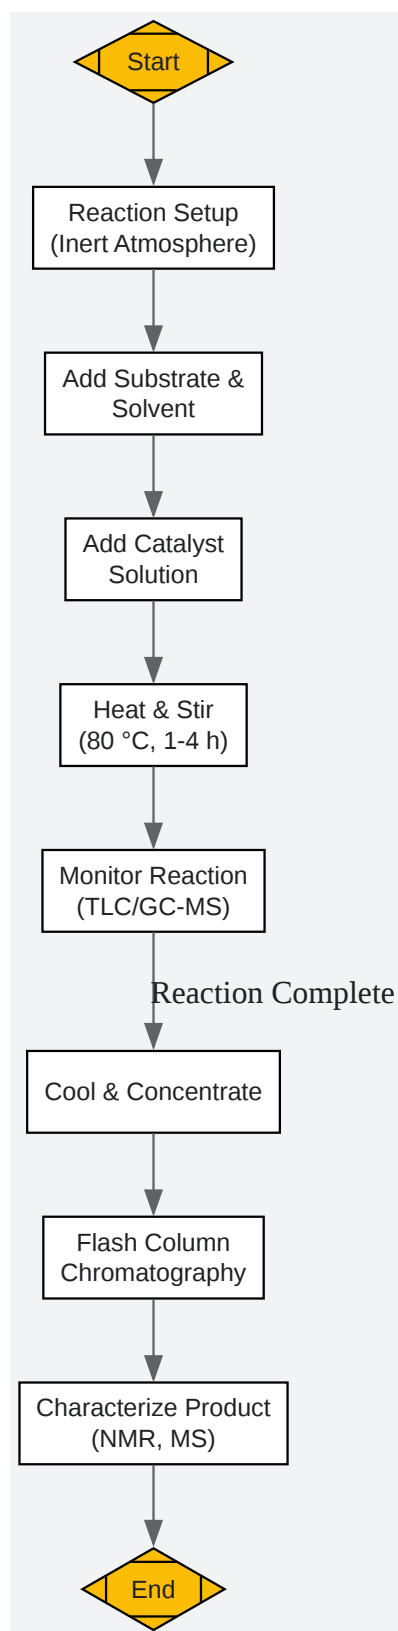 Start
Reaction Setup
(Inert Atmosphere)
Add Substrate &
Solvent
Add Catalyst
Solution
Heat & Stir
(80 °C, 1-4 h)
Monitor Reaction
(TLC/GC-MS)
Reaction Complete
Cool & Concentrate
Flash Column
Chromatography
Characterize Product
(NMR, MS)
End